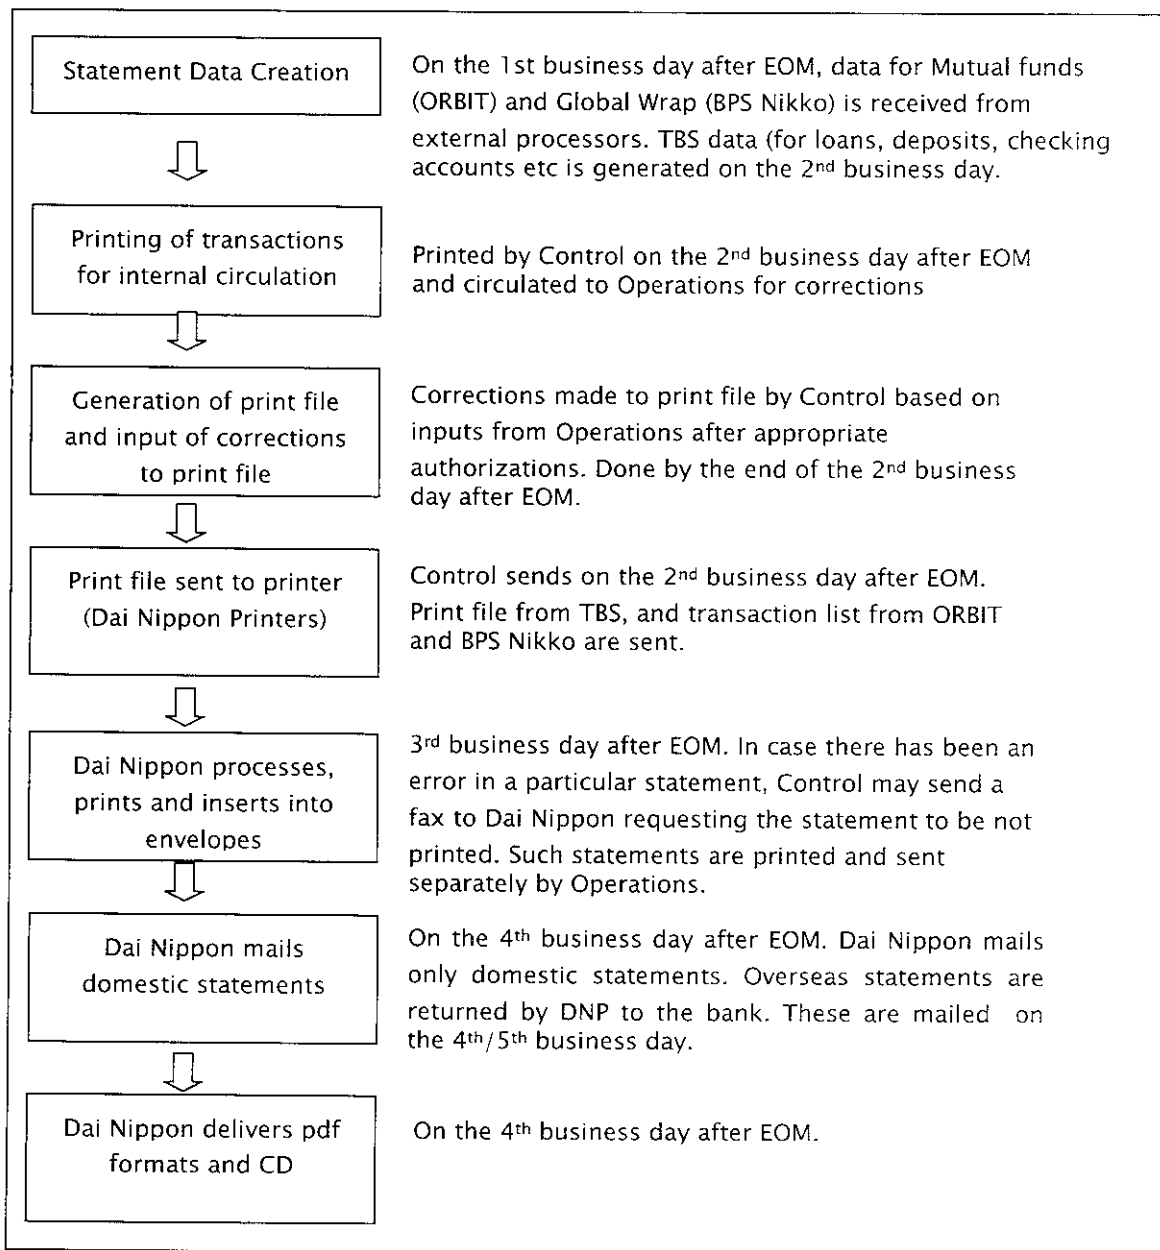 Statement Data Creation
On the 1st business day after EOM, data for Mutual funds
(ORBIT) and Global Wrap (BPS Nikko) is received from
external processors. TBS data (for loans, deposits, checking
accounts etc is generated on the 2nd business day.
Printing of transactions
for internal circulation
Printed by Control on the 2nd business day after EOM
and circulated to Operations for corrections
Generation of print file
and input of corrections
to print file
Corrections made to print file by Control based on
inputs from Operations after appropriate
authorizations. Done by the end of the 2nd business
day after EOM.
Print file sent to printer
(Dai Nippon Printers)
Control sends on the 2nd business day after EOM.
Print file from TBS, and transaction list from ORBIT
and BPS Nikko are sent.
Dai Nippon processes,
prints and inserts into
envelopes
3rd business day after EOM. In case there has been an
error in a particular statement, Control may send a
fax to Dai Nippon requesting the statement to be not
printed. Such statements are printed and sent
separately by Operations.
Dai Nippon mails
domestic statements
On the 4th business day after EOM. Dai Nippon mails
only domestic statements. Overseas statements are
returned by DNP to the bank. These are mailed on
the 4th/5th business day.
Dai Nippon delivers pdf
formats and CD
On the 4th business day after EOM.